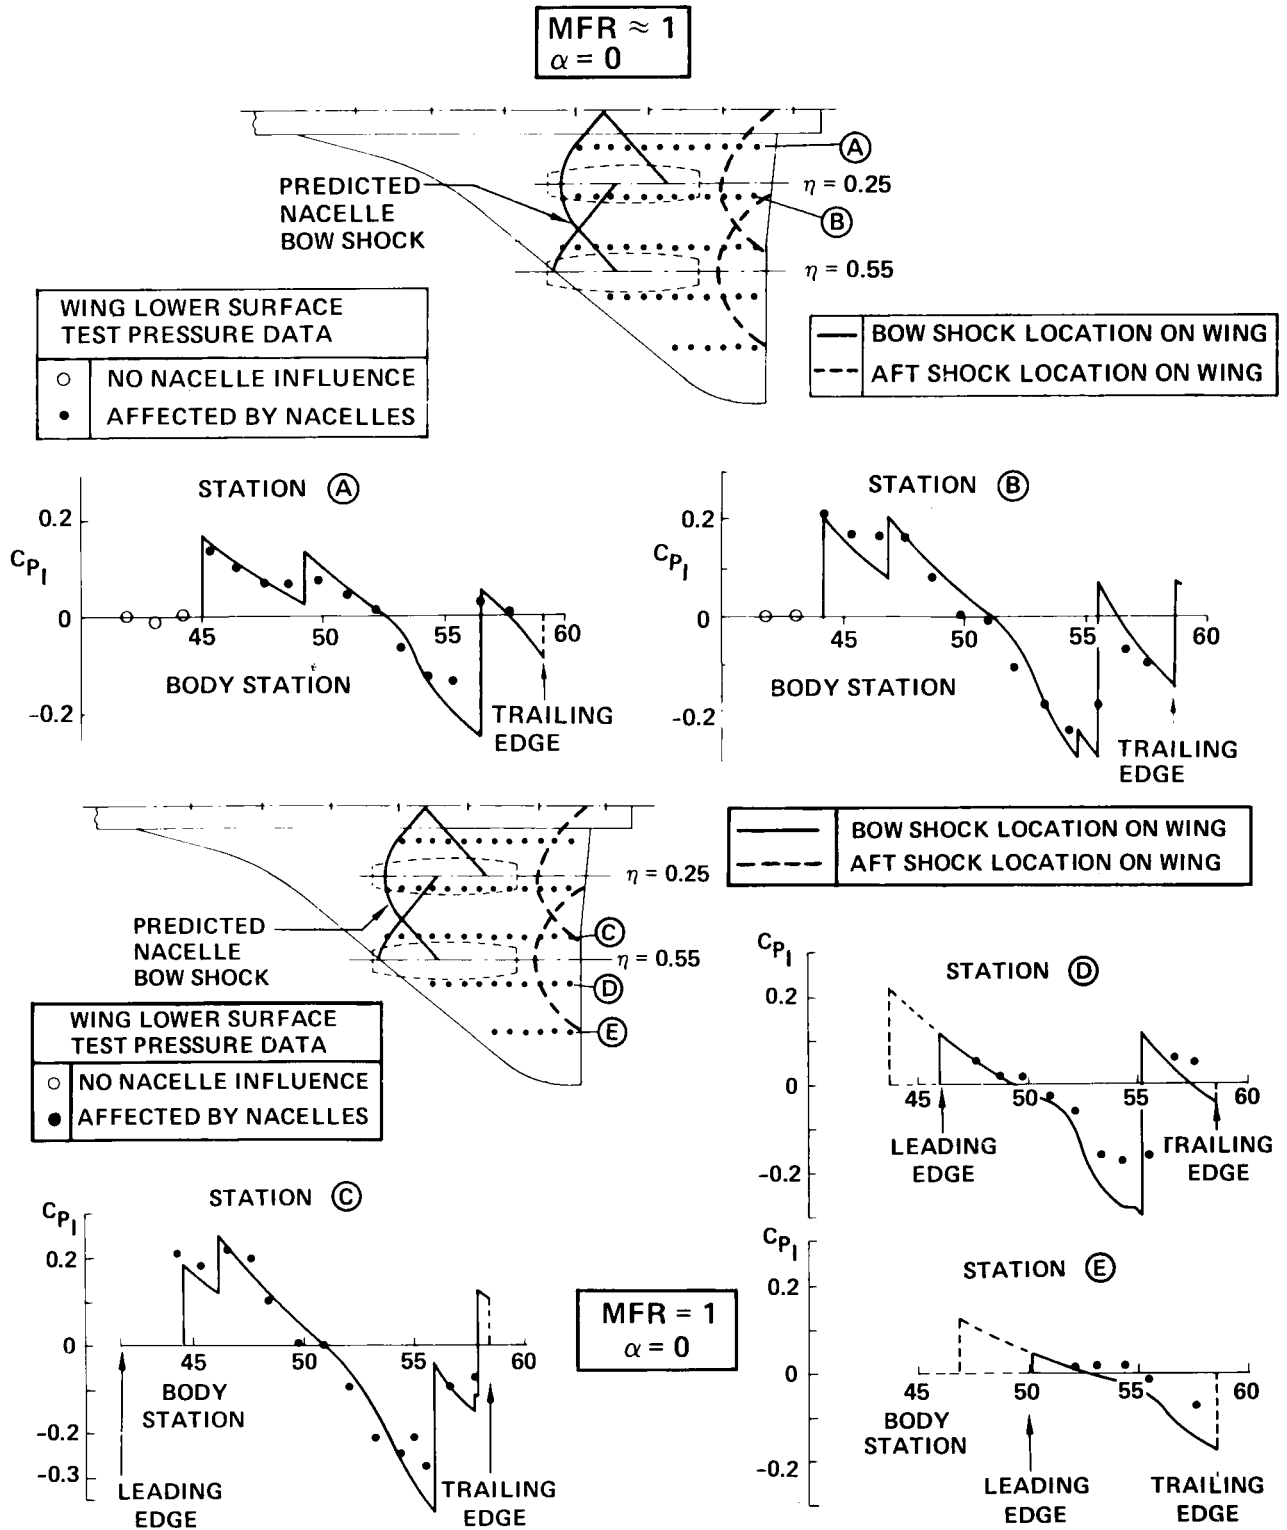 MFR ≈ 1
α = 0
PREDICTED
NACELLE
BOW SHOCK
A
η = 0.25
B
η = 0.55
WING LOWER SURFACE
TEST PRESSURE DATA
NO NACELLE INFLUENCE
AFFECTED BY NACELLES
BOW SHOCK LOCATION ON WING
AFT SHOCK LOCATION ON WING
STATION A
0.2
CPI
0
-0.2
45 50 55 60
BODY STATION
TRAILING
EDGE
STATION B
0.2
CPI
0
-0.2
45 50 55 60
BODY STATION
TRAILING
EDGE
BOW SHOCK LOCATION ON WING
AFT SHOCK LOCATION ON WING
η = 0.25
PREDICTED
NACELLE
BOW SHOCK
C
η = 0.55
D
E
WING LOWER SURFACE
TEST PRESSURE DATA
NO NACELLE INFLUENCE
AFFECTED BY NACELLES
CPI
STATION D
0.2
0
-0.2
45 50 55 60
LEADING
EDGE
TRAILING
EDGE
STATION C
CPI
0.2
0
-0.2
-0.3
45 50 55 60
BODY
STATION
LEADING
EDGE
TRAILING
EDGE
MFR = 1
α = 0
CPI
STATION E
0.2
0
-0.2
45 50 55 60
BODY
STATION
LEADING
EDGE
TRAILING
EDGE